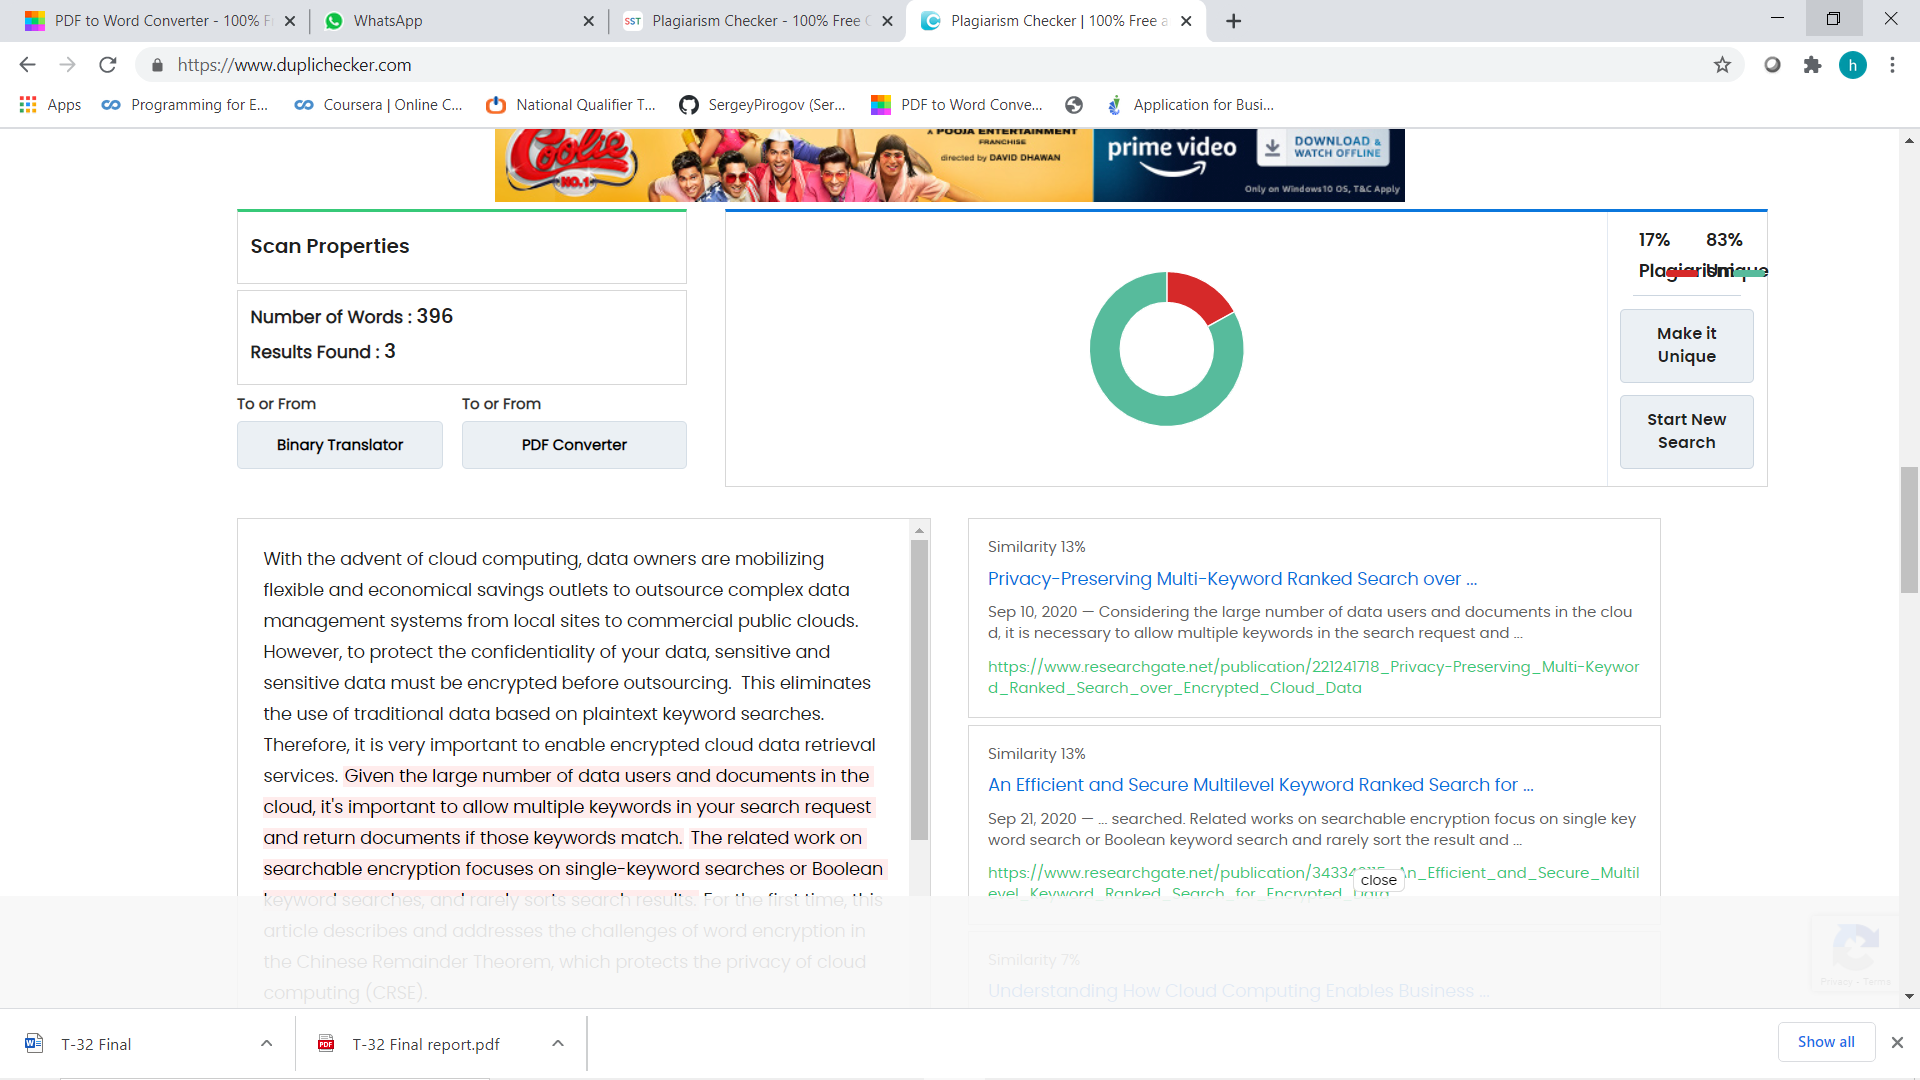 PDF to Word Converter - 100% F
WhatsApp
SST Plagiarism Checker - 100% Free
Plagiarism Checker | 100% Free a
https://www.duplichecker.com
h
Apps
Programming for E...
Coursera | Online C...
National Qualifier T...
SergeyPirogov (Ser...
PDF to Word Conve...
Application for Busi...
Coolie
NO.1
A POOJA ENTERTAINMENT
FRANCHISE
directed by DAVID DHAWAN
prime video
DOWNLOAD &
WATCH OFFLINE
Only on Windows10 OS, T&C Apply
Scan Properties
Number of Words : 396
Results Found : 3
To or From
To or From
Binary Translator
PDF Converter
17%
83%
Plagiarism
Unique
Make it
Unique
Start New
Search
With the advent of cloud computing, data owners are mobilizing
flexible and economical savings outlets to outsource complex data
management systems from local sites to commercial public clouds.
However, to protect the confidentiality of your data, sensitive and
sensitive data must be encrypted before outsourcing.  This eliminates
the use of traditional data based on plaintext keyword searches.
Therefore, it is very important to enable encrypted cloud data retrieval
services. Given the large number of data users and documents in the
cloud, it's important to allow multiple keywords in your search request
and return documents if those keywords match. The related work on
searchable encryption focuses on single-keyword searches or Boolean
keyword searches, and rarely sorts search results. For the first time, this
article describes and addresses the challenges of word encryption in
the Chinese Remainder Theorem, which protects the privacy of cloud
computing (CRSE).
Similarity 13%
Privacy-Preserving Multi-Keyword Ranked Search over ...
Sep 10, 2020 — Considering the large number of data users and documents in the clou
d, it is necessary to allow multiple keywords in the search request and ...
https://www.researchgate.net/publication/221241718_Privacy-Preserving_Multi-Keywor
d_Ranked_Search_over_Encrypted_Cloud_Data
Similarity 13%
An Efficient and Secure Multilevel Keyword Ranked Search for ...
Sep 21, 2020 — ... searched. Related works on searchable encryption focus on single key
word search or Boolean keyword search and rarely sort the result and ...
https://www.researchgate.net/publication/34334 An_Efficient_and_Secure_Multil
evel_Keyword_Ranked_Search_for_Encrypted_Data
close
Similarity 7%
Understanding How Cloud Computing Enables Business ...
Privacy - Terms
T-32 Final
PDF T-32 Final report.pdf
Show all